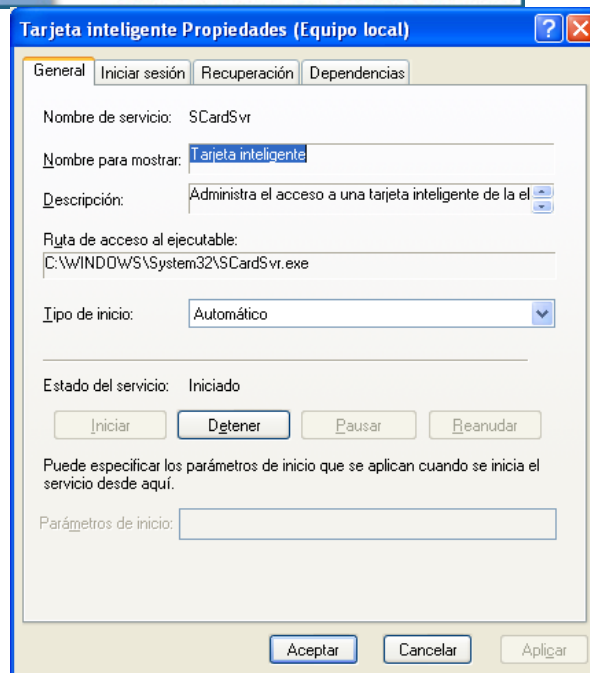 Tarjeta inteligente Propiedades (Equipo local)
General Iniciar sesión Recuperación Dependencias
Nombre de servicio: SCardSvr
Nombre para mostrar: Tarjeta inteligente
Descripción: Administra el acceso a una tarjeta inteligente de la el
Ruta de acceso al ejecutable:
C:\WINDOWS\System32\SCardSvr.exe
Tipo de inicio: Automático
Estado del servicio: Iniciado
Iniciar Detener Pausar Reanudar
Puede especificar los parámetros de inicio que se aplican cuando se inicia el
servicio desde aquí.
Parámetros de inicio:
Aceptar Cancelar Aplicar